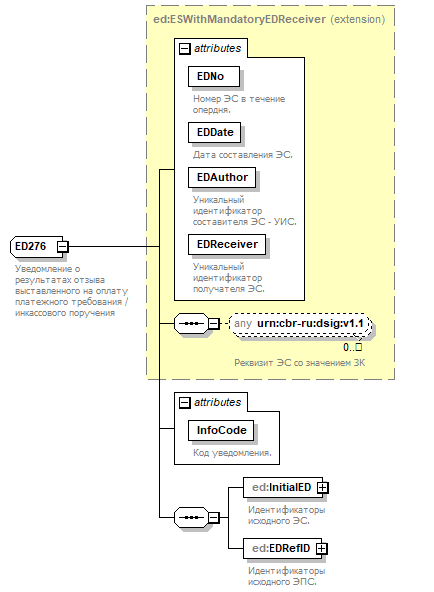 ed:ESWithMandatoryEDReceiver (extension)
attributes
EDNo
Номер ЭС в течение
опердня.
EDDate
Дата составления ЭС.
EDAuthor
Уникальный
идентификатор
составителя ЭС - УИС.
EDReceiver
Уникальный
идентификатор
получателя ЭС.
ED276
Уведомление о
результатах отзыва
выставленного на оплату
платежного требования /
инкассового поручения
any urn:cbr-ru:dsig:v1.1
0..□
Реквизит ЭС со значением ЗК
attributes
InfoCode
Код уведомления.
ed:InitialED
Идентификаторы
исходного ЭС.
ed:EDRefID
Идентификаторы
исходного ЭПС.